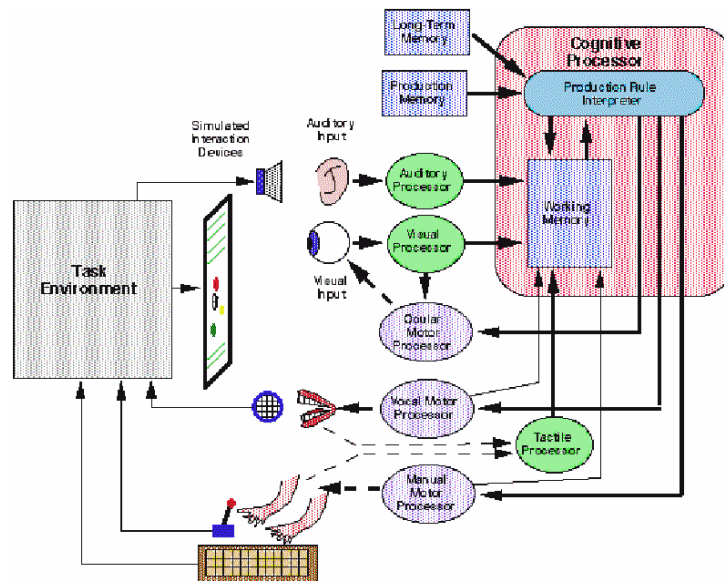 Long-Term
Memory
Cognitive
Processor
Production
Memory
Production Rule
Interpreter
Simulated
Interaction
Devices
Auditory
Input
Auditory
Processor
Working
Memory
Visual
Processor
Task
Environment
Visual
Input
Ocular
Motor
Processor
Vocal Motor
Processor
Tactile
Processor
Manual
Motor
Processor